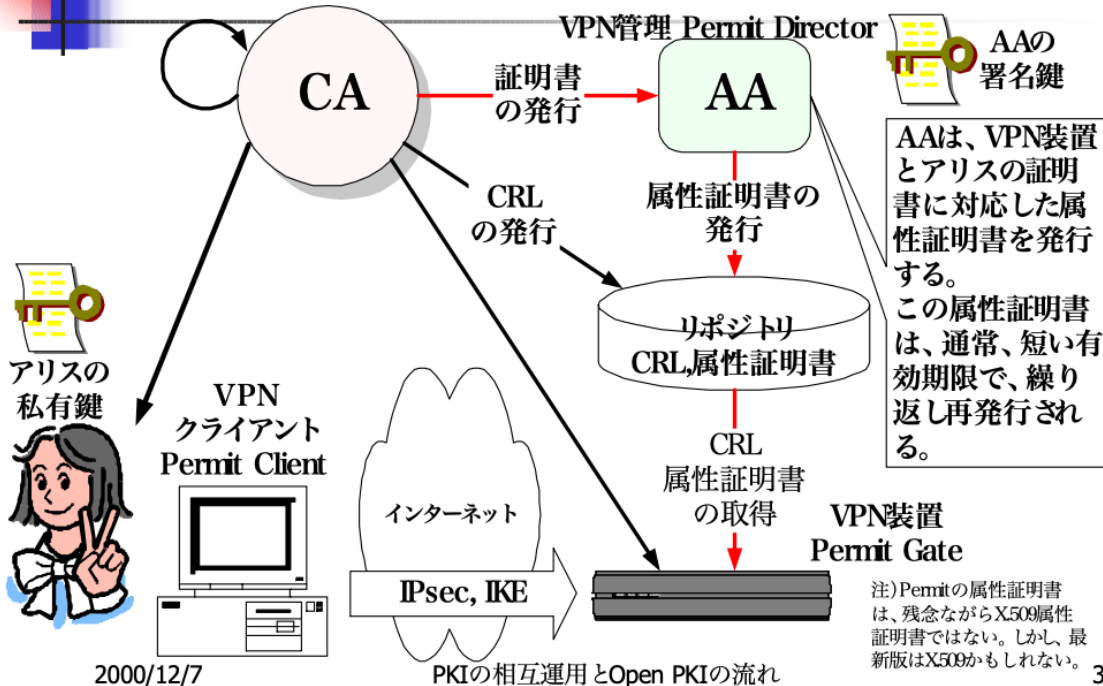 VPN管理 Permit Director
AAの
署名鍵
CA
証明書
の発行
AA
AAは、VPN装置
とアリスの証明
書に対応した属
性証明書を発行
する。
この属性証明書
は、通常、短い有
効期限で、繰り
返し再発行され
る。
CRL
の発行
属性証明書の
発行
リポジトリ
CRL,属性証明書
アリスの
私有鍵
VPN
クライアント
Permit Client
インターネット
CRL
属性証明書
の取得
VPN装置
Permit Gate
IPsec, IKE
注)Permitの属性証明書
は、残念ながらX.509属性
証明書ではない。しかし、最
新版はX.509かもしれない。
2000/12/7
PKIの相互運用とOpen PKIの流れ
3